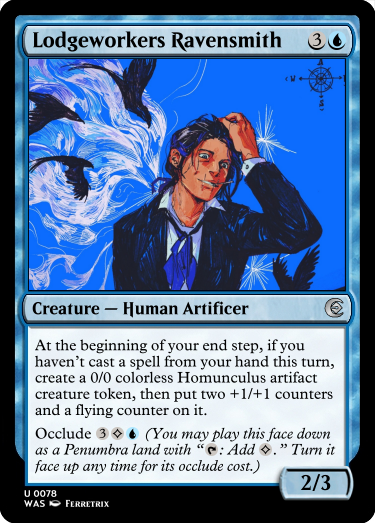 Lodgeworkers Ravensmith 3
W E
S
Creature — Human Artificer
At the beginning of your end step, if you
haven't cast a spell from your hand this turn,
create a 0/0 colorless Homunculus artifact
creature token, then put two +1/+1 counters
and a flying counter on it.
Occlude 3 (You may play this face down
as a Penumbra land with “: Add .” Turn it
face up any time for its occlude cost.)
2/3
U 0078
WAS Ferretrix